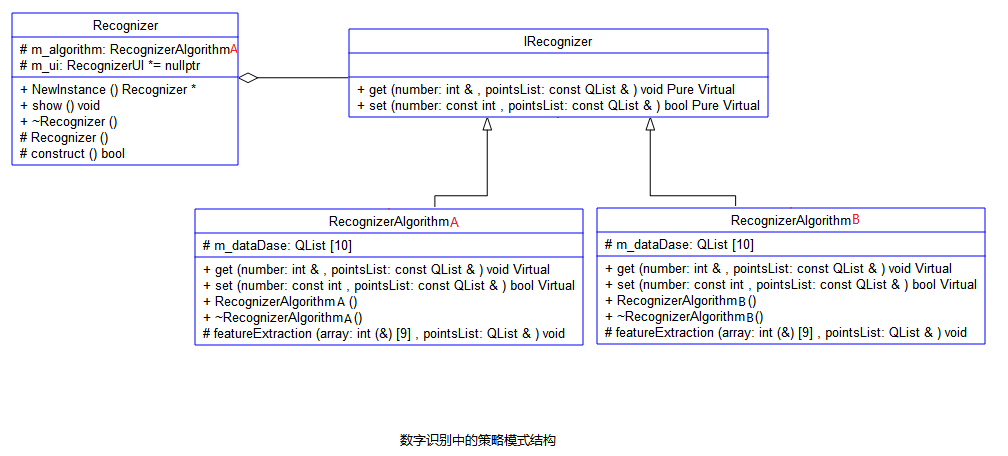 Recognizer
# m_algorithm: RecognizerAlgorithmA
# m_ui: RecognizerUI *= nullptr
+ NewInstance () Recognizer *
+ show () void
+ ~Recognizer ()
# Recognizer ()
# construct () bool
IRecognizer
+ get (number: int & , pointsList: const QList & ) void Pure Virtual
+ set (number: const int , pointsList: const QList & ) bool Pure Virtual
RecognizerAlgorithmA
# m_dataDase: QList [10]
+ get (number: int & , pointsList: const QList & ) void Virtual
+ set (number: const int , pointsList: const QList & ) bool Virtual
+ RecognizerAlgorithmA ()
+ ~RecognizerAlgorithmA()
# featureExtraction (array: int (&) [9] , pointsList: QList & ) void
RecognizerAlgorithmB
# m_dataDase: QList [10]
+ get (number: int & , pointsList: const QList & ) void Virtual
+ set (number: const int , pointsList: const QList & ) bool Virtual
+ RecognizerAlgorithmB()
+ ~RecognizerAlgorithmB()
# featureExtraction (array: int (&) [9] , pointsList: QList & ) void
数字识别中的策略模式结构